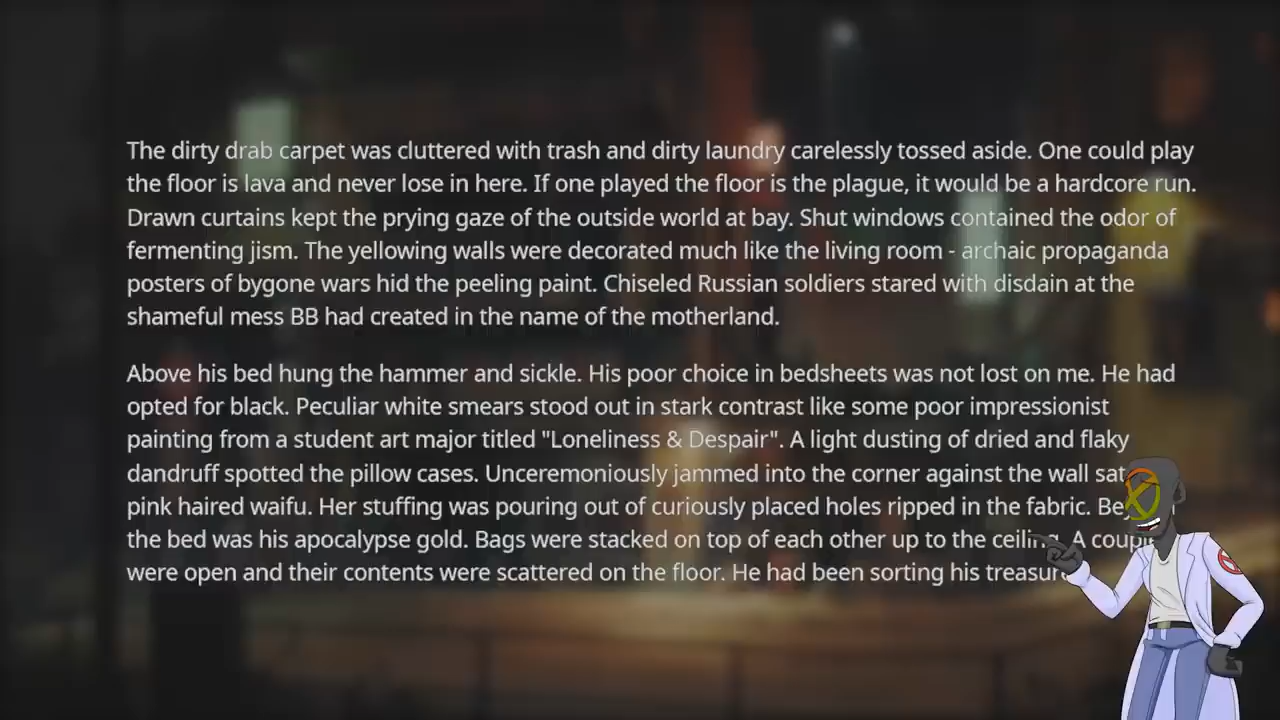 The dirty drab carpet was cluttered with trash and dirty laundry carelessly tossed aside. One could play
the floor is lava and never lose in here. If one played the floor is the plague, it would be a hardcore run.
Drawn curtains kept the prying gaze of the outside world at bay. Shut windows contained the odor of
fermenting jism. The yellowing walls were decorated much like the living room - archaic propaganda
posters of bygone wars hid the peeling paint. Chiseled Russian soldiers stared with disdain at the
shameful mess BB had created in the name of the motherland.
Above his bed hung the hammer and sickle. His poor choice in bedsheets was not lost on me. He had
opted for black. Peculiar white smears stood out in stark contrast like some poor impressionist
painting from a student art major titled "Loneliness & Despair". A light dusting of dried and flaky
dandruff spotted the pillow cases. Unceremoniously jammed into the corner against the wall sat
pink haired waifu. Her stuffing was pouring out of curiously placed holes ripped in the fabric.
the bed was his apocalypse gold. Bags were stacked on top of each other up to the ceiling. A
were open and their contents were scattered on the floor. He had been sorting his